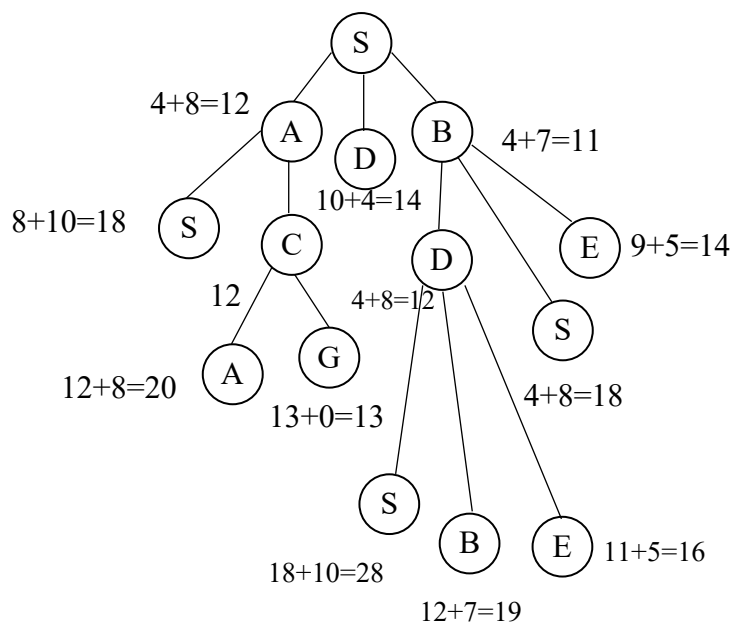 S
4+8=12
A
D
B
4+7=11
10+4=14
8+10=18
S
C
D
E
9+5=14
12
4+8=12
S
12+8=20
A
G
13+0=13
4+8=18
S
B
E
11+5=16
18+10=28
12+7=19